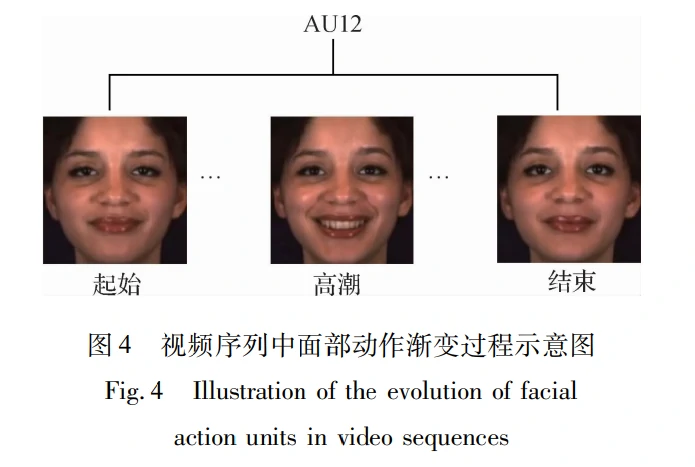 AU12
… …
起始 高潮 结束
图 4 视频序列中面部动作渐变过程示意图
Fig. 4 Illustration of the evolution of facial
action units in video sequences